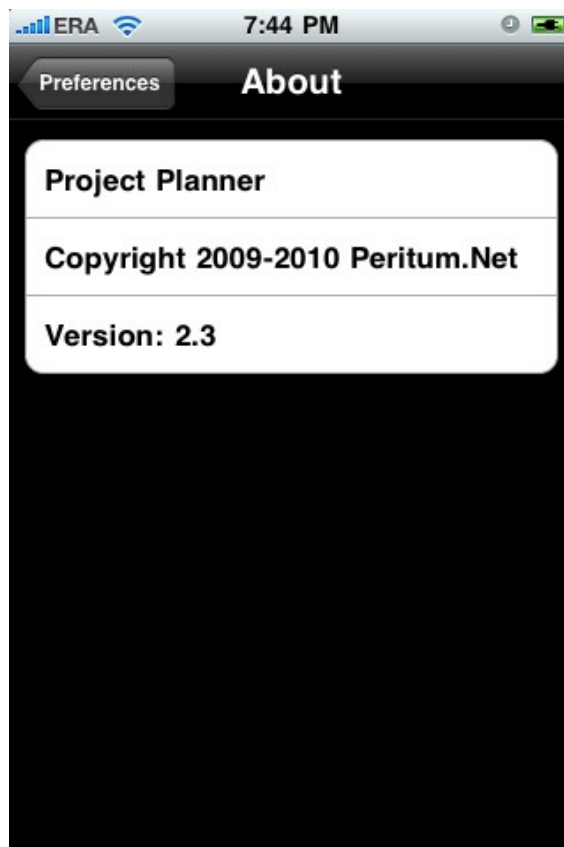 ERA 7:44 PM
Preferences About
Project Planner
Copyright 2009-2010 Peritum.Net
Version: 2.3